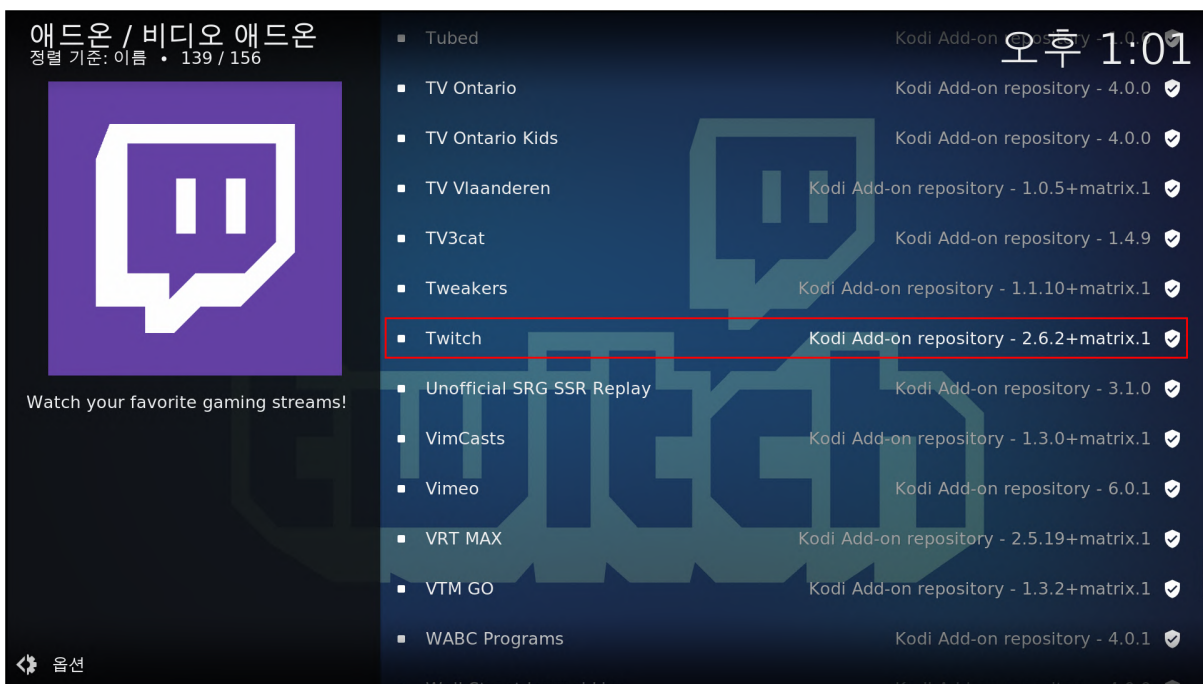 애드온 / 비디오 애드온
정렬 기준: 이름 • 139 / 156
오후 1:01
Watch your favorite gaming streams!
Tubed Kodi Add-on repository - 1.0.
TV Ontario Kodi Add-on repository - 4.0.0
TV Ontario Kids Kodi Add-on repository - 4.0.0
TV Vlaanderen Kodi Add-on repository - 1.0.5+matrix.1
TV3cat Kodi Add-on repository - 1.4.9
Tweakers Kodi Add-on repository - 1.1.10+matrix.1
Twitch Kodi Add-on repository - 2.6.2+matrix.1
Unofficial SRG SSR Replay Kodi Add-on repository - 3.1.0
VimCasts Kodi Add-on repository - 1.3.0+matrix.1
Vimeo Kodi Add-on repository - 6.0.1
VRT MAX Kodi Add-on repository - 2.5.19+matrix.1
VTM GO Kodi Add-on repository - 1.3.2+matrix.1
WABC Programs Kodi Add-on repository - 4.0.1
twitch
옵션